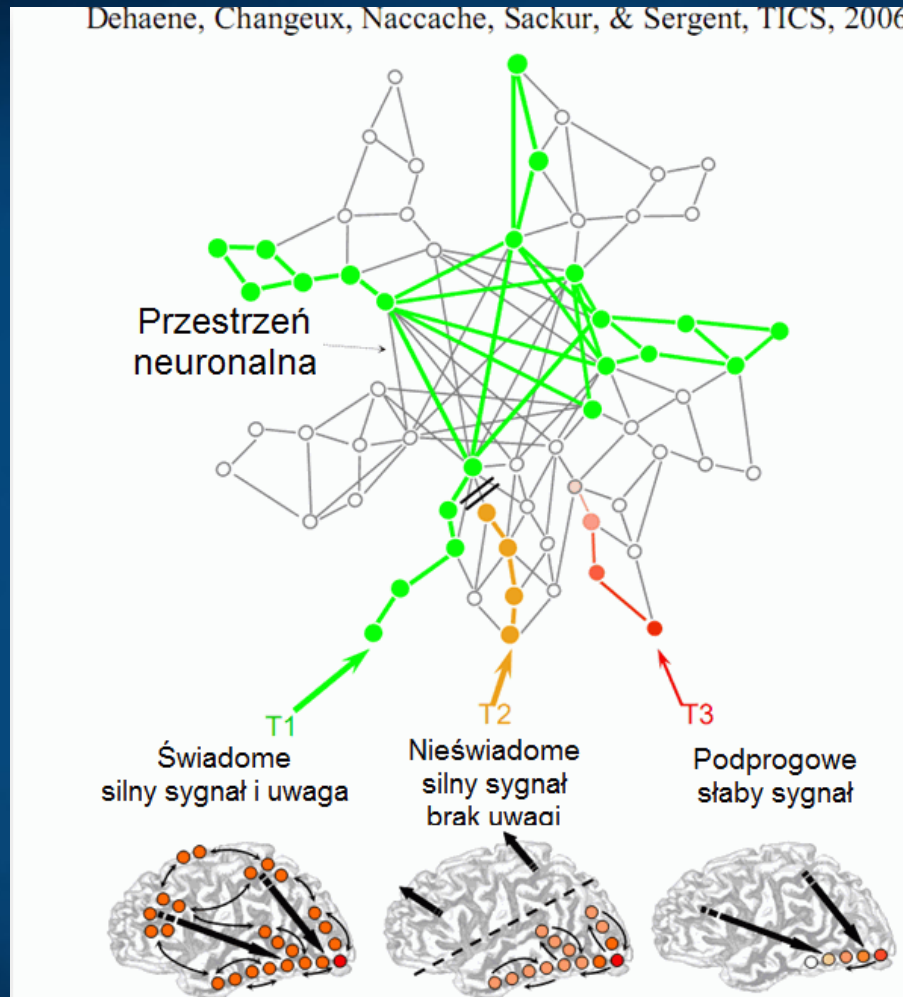 Dehaene, Changeux, Naccache, Sackur, & Sergent, TICS, 2006
Przestrzeń
neuronalna
T1
T2
T3
Świadome
silny sygnał i uwaga
Nieświadome
silny sygnał
brak uwagi
Podprogowe
słaby sygnał